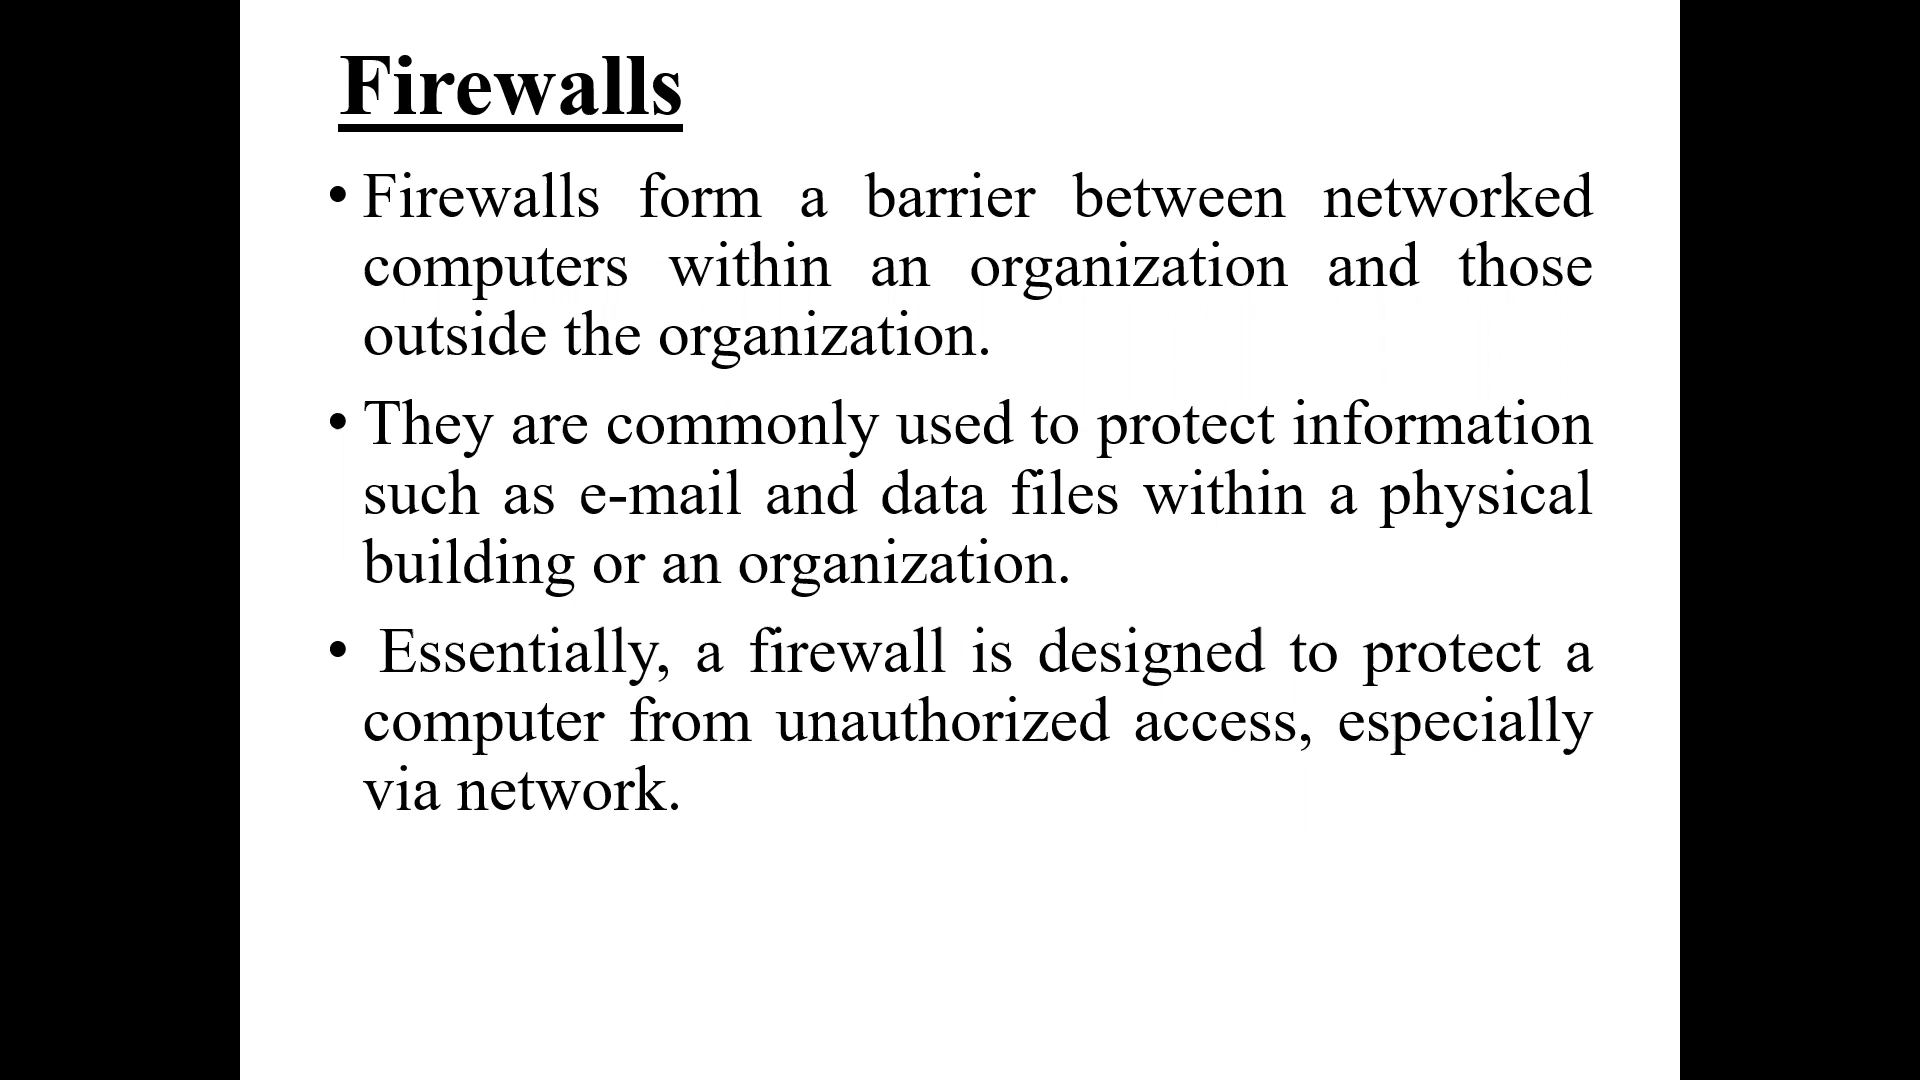 Firewalls
• Firewalls form a barrier between networked
computers within an organization and those
outside the organization.
• They are commonly used to protect information
such as e-mail and data files within a physical
building or an organization.
• Essentially, a firewall is designed to protect a
computer from unauthorized access, especially
via network.